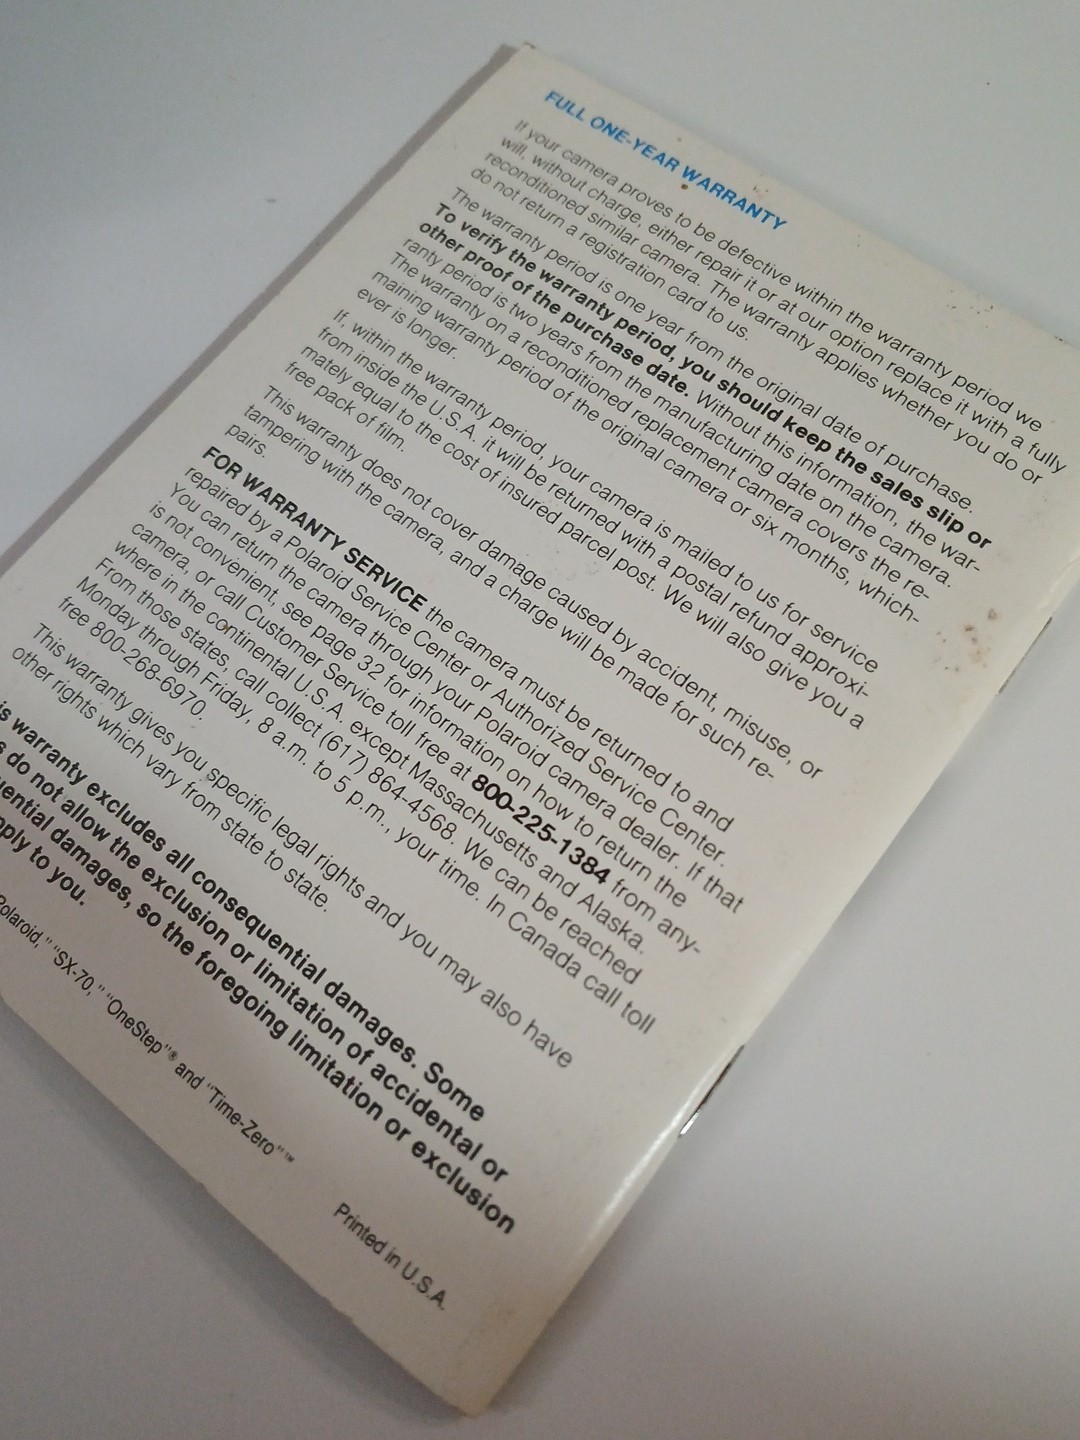 FULL ONE-YEAR WARRANTY
If your camera proves to be defective within the warranty period we
will, without charge, either repair it or at our option replace it with a fully
reconditioned similar camera. The warranty applies whether you do or
do not return a registration card to us.
The warranty period is one year from the original date of purchase.
To verify the warranty period, you should keep the sales slip or
other proof of the purchase date. Without this information, the war-
ranty period is two years from the manufacturing date on the camera.
The warranty on a reconditioned replacement camera covers the re-
maining warranty period of the original camera or six months, which-
ever is longer.
If, within the warranty period, your camera is mailed to us for service
from inside the U.S.A. it will be returned with a postal refund approxi-
mately equal to the cost of insured parcel post. We will also give you a
free pack of film.
This warranty does not cover damage caused by accident, misuse, or
tampering with the camera, and a charge will be made for such re-
pairs.
FOR WARRANTY SERVICE the camera must be returned to and
repaired by a Polaroid Service Center or Authorized Service Center.
You can return the camera through your Polaroid camera dealer. If that
is not convenient, see page 32 for information on how to return the
camera, or call Customer Service toll free at 800-225-1384 from any-
where in the continental U.S.A. except Massachusetts and Alaska.
From those states, call collect (617) 864-4568. We can be reached
Monday through Friday, 8 a.m. to 5 p.m., your time. In Canada call toll
free 800-268-6970.
This warranty gives you specific legal rights and you may also have
other rights which vary from state to state.
is warranty excludes all consequential damages. Some
s do not allow the exclusion or limitation of accidental or
uential damages, so the foregoing limitation or exclusion
pply to you.
Polaroid," "SX-70," "OneStep"® and "Time-Zero"™
Printed in U.S.A.